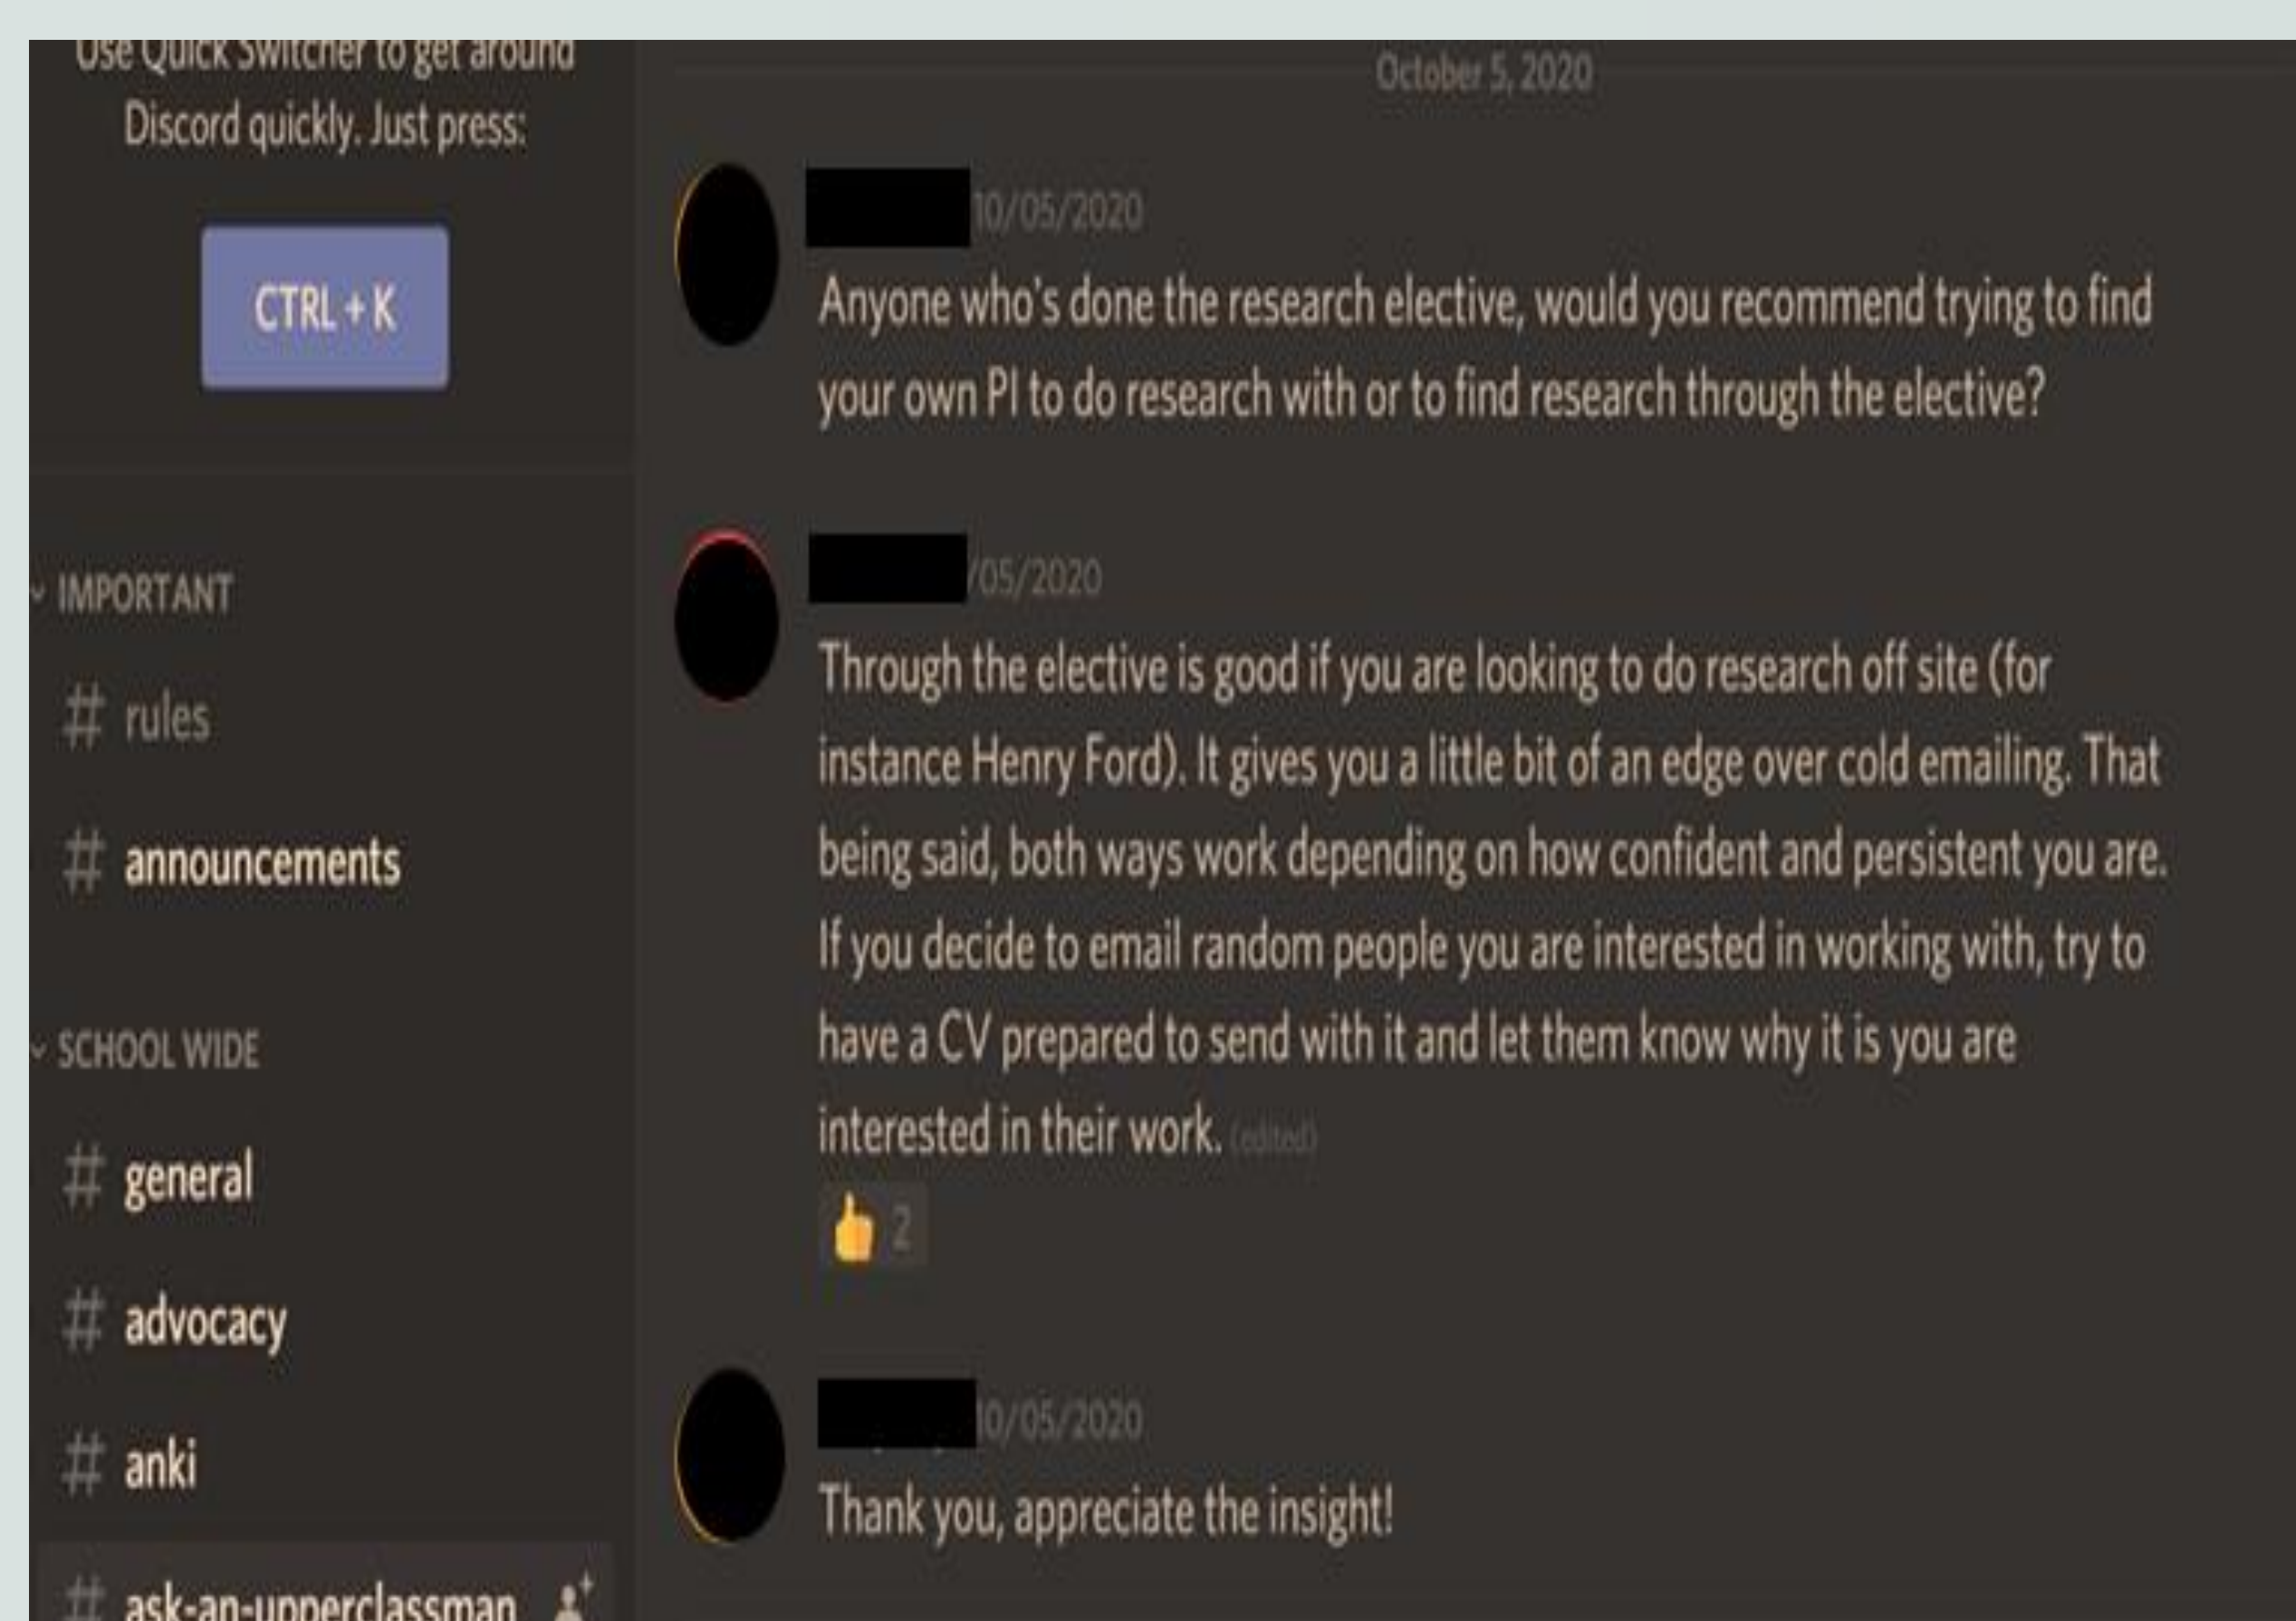 Use Quick Switcher to get around
Discord quickly. Just press:
CTRL + K
IMPORTANT
# rules
# announcements
SCHOOL WIDE
# general
# advocacy
# anki
# ask-an-upperclassman
October 5, 2020
10/05/2020
Anyone who's done the research elective, would you recommend trying to find
your own PI to do research with or to find research through the elective?
/05/2020
Through the elective is good if you are looking to do research off site (for
instance Henry Ford). It gives you a little bit of an edge over cold emailing. That
being said, both ways work depending on how confident and persistent you are.
If you decide to email random people you are interested in working with, try to
have a CV prepared to send with it and let them know why it is you are
interested in their work. (edited)
👍 2
10/05/2020
Thank you, appreciate the insight!